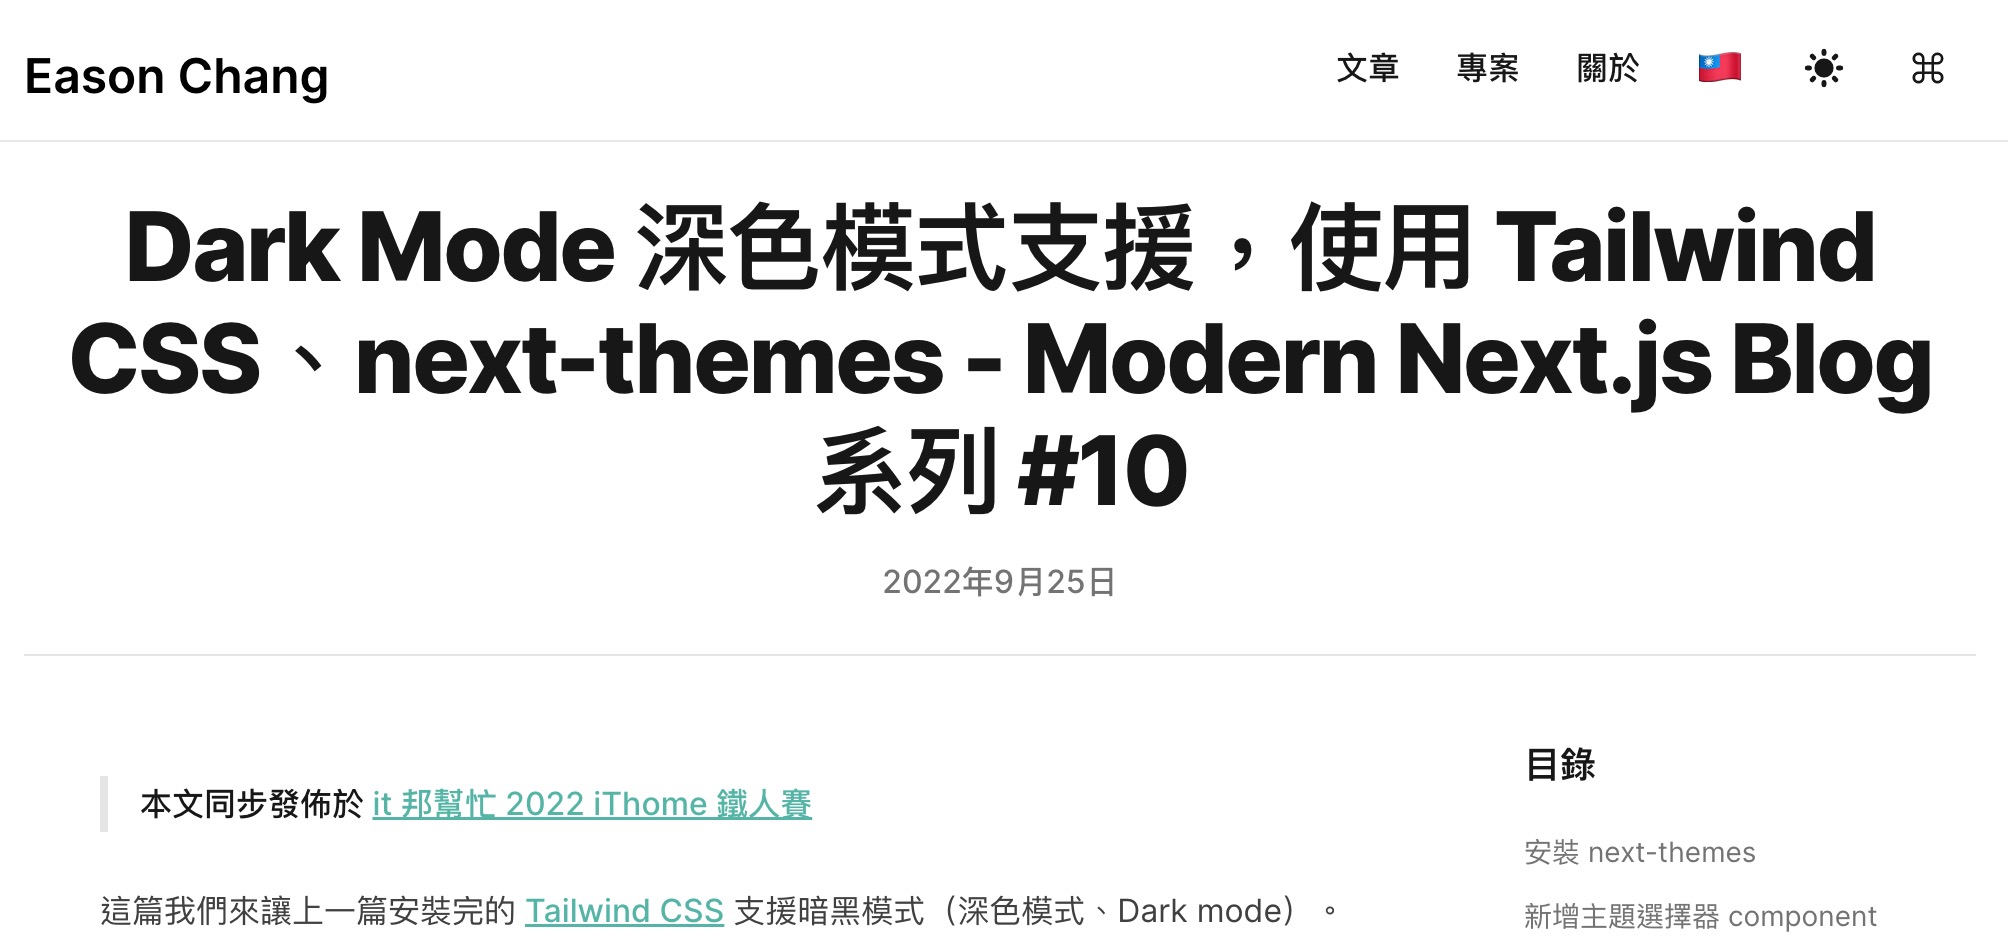 Eason Chang
文章 專案 關於
Dark Mode 深色模式支援，使用 Tailwind
CSS、next-themes - Modern Next.js Blog
系列 #10
2022年9月25日
本文同步發佈於 it 邦幫忙 2022 iThome 鐵人賽
這篇我們來讓上一篇安裝完的 Tailwind CSS 支援暗黑模式（深色模式、Dark mode）。
目錄
安裝 next-themes
新增主題選擇器 component